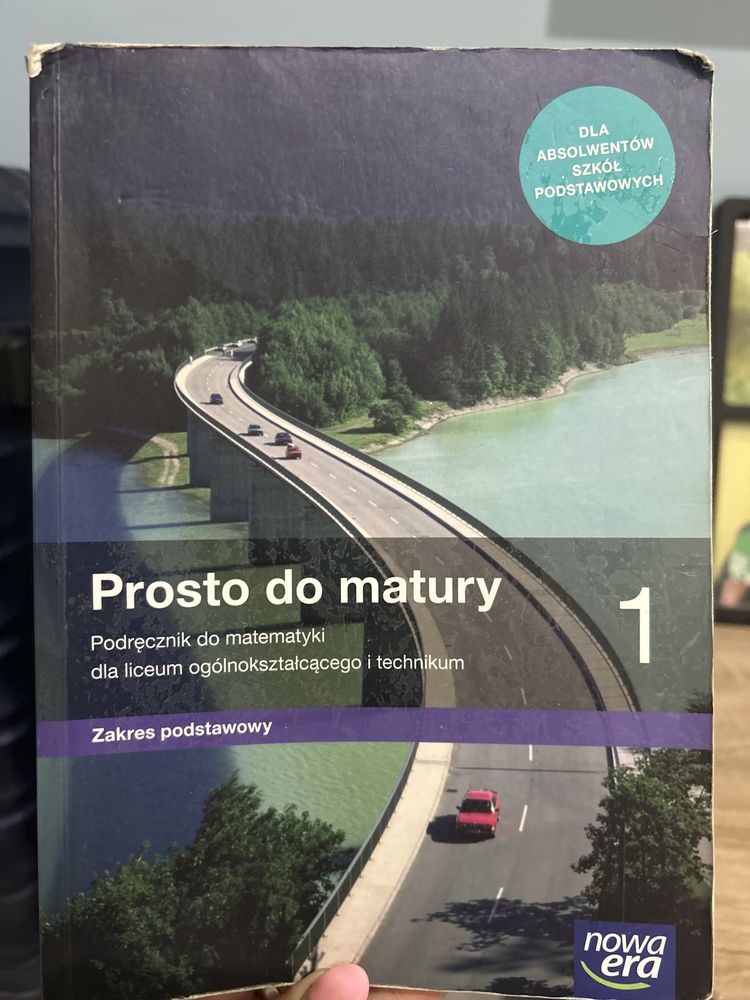 DLA
ABSOLWENTÓW
SZKÓŁ
PODSTAWOWYCH
Prosto do matury
1
Podręcznik do matematyki
dla liceum ogólnokształcącego i technikum
Zakres podstawowy
nowa
era